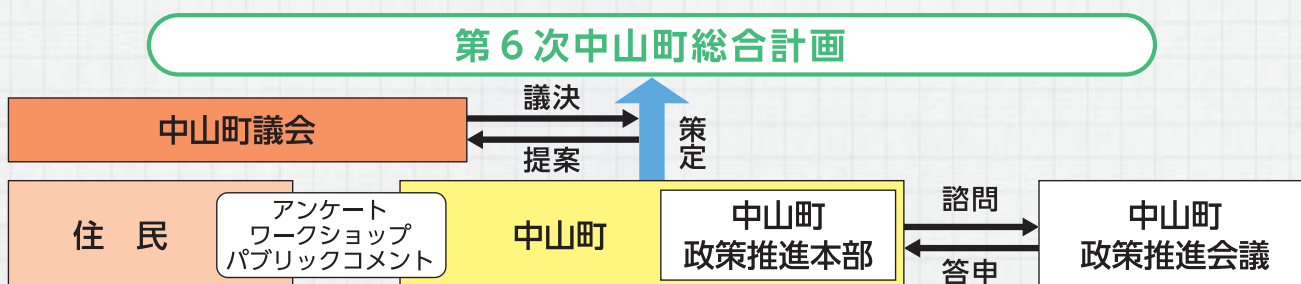 第6次中山町総合計画
議決
中山町議会
提案
策定
住 民
アンケート
ワークショップ
パブリックコメント
中山町
中山町
政策推進本部
諮問
答申
中山町
政策推進会議